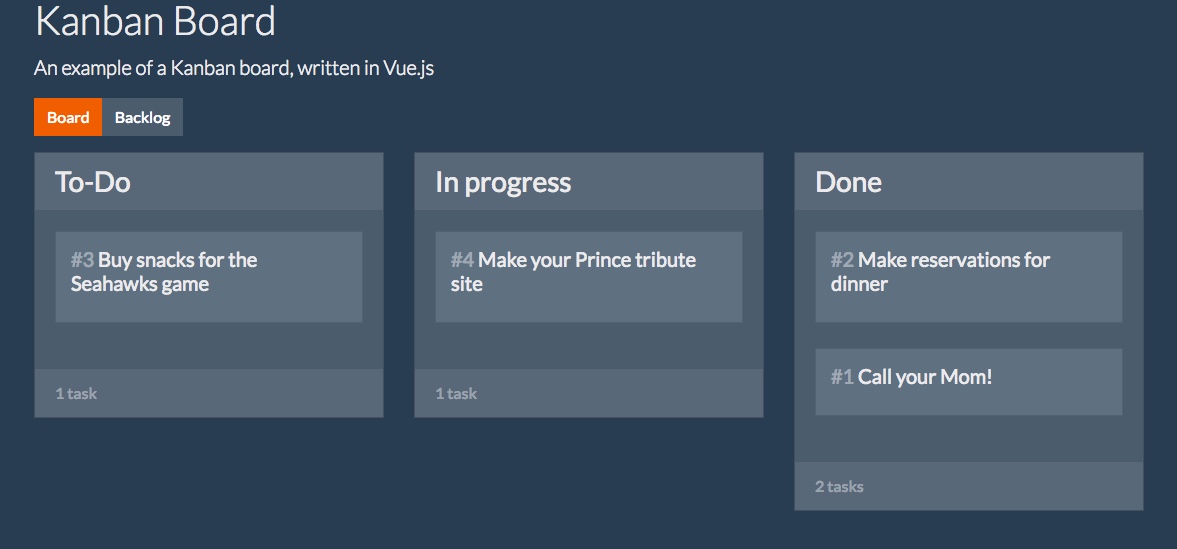 Kanban Board
An example of a Kanban board, written in Vue.js
Board
Backlog
To-Do
#3 Buy snacks for the
Seahawks game
1 task
In progress
#4 Make your Prince tribute
site
1 task
Done
#2 Make reservations for
dinner
#1 Call your Mom!
2 tasks